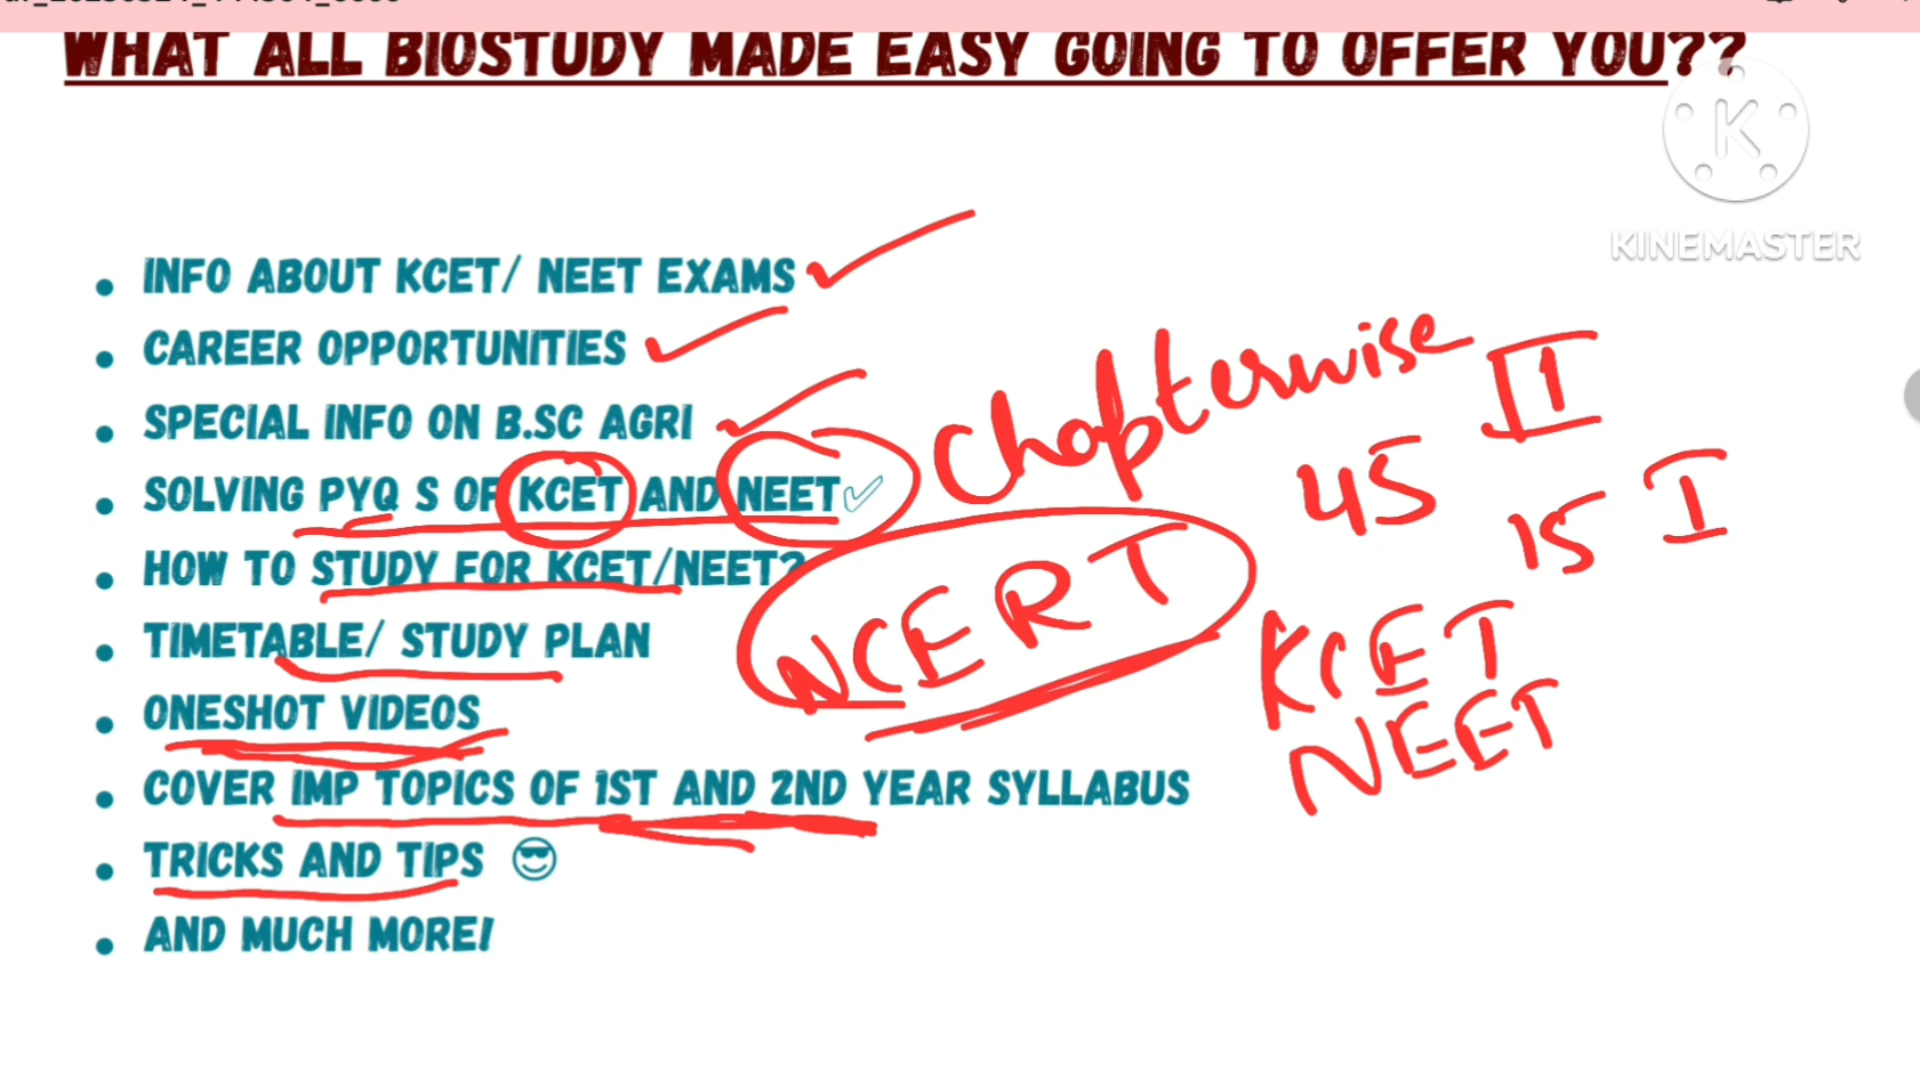 WHAT ALL BIOSTUDY MADE EASY GOING TO OFFER YOU??
K
KINEMASTER
• INFO ABOUT KCET/ NEET EXAMS
• CAREER OPPORTUNITIES
• SPECIAL INFO ON B.SC AGRI
• SOLVING PYQ S OF KCET AND NEET✓
• HOW TO STUDY FOR KCET/NEET?
• TIMETABLE/ STUDY PLAN
• ONESHOT VIDEOS
• COVER IMP TOPICS OF 1ST AND 2ND YEAR SYLLABUS
• TRICKS AND TIPS 😎
• AND MUCH MORE!
Chapterwise
II
45
15 I
NCERT
KCET
NEET